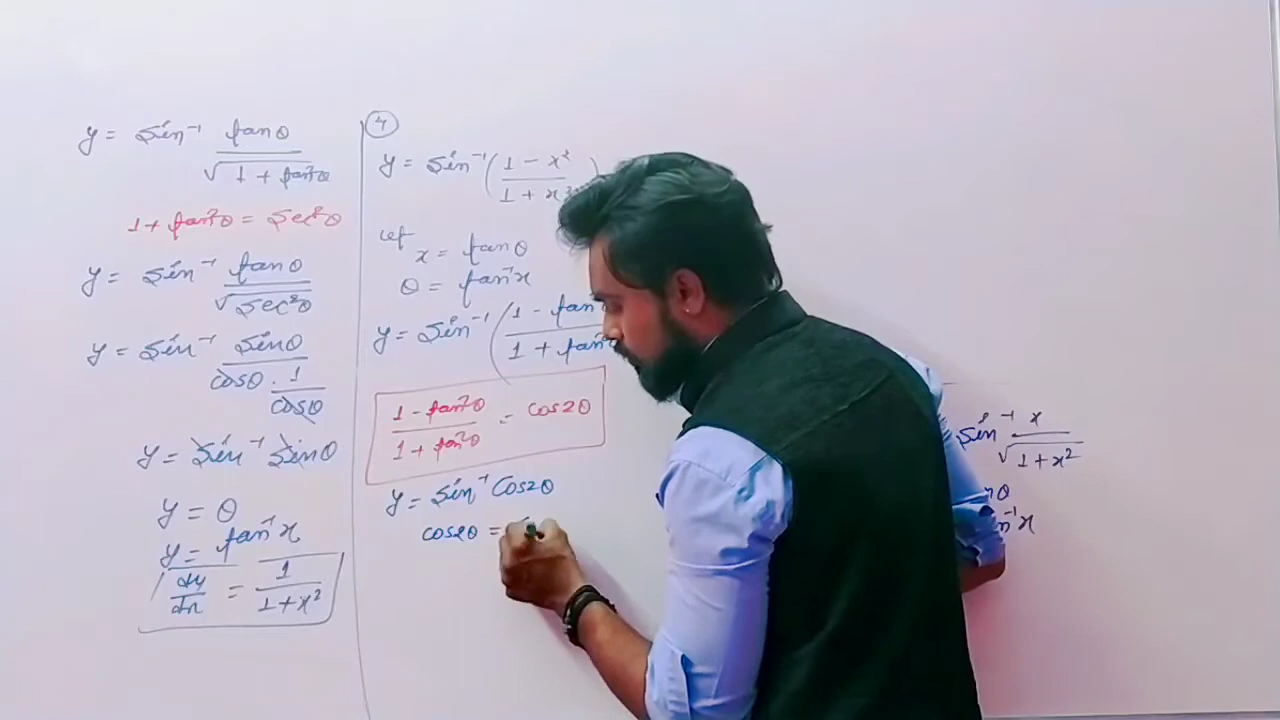 y = Sin⁻¹ tanθ
√1 + tan²θ
1 + tan²θ = Sec²θ
y = Sin⁻¹ tanθ
√Sec²θ
y = Sin⁻¹ Sinθ
cosθ · 1
cosθ
y = Sin⁻¹ Sinθ
y = θ
y = tan⁻¹x
dy = 1
dx 1 + x²
4
y = Sin⁻¹ ( 1 - x² )
1 + x²
let
x = tanθ
θ = tan⁻¹x
y = Sin⁻¹ ( 1 - tan
1 + tan²
1 - tan²θ = cos2θ
1 + tan²θ
y = Sin⁻¹ Cos2θ
cos2θ =
Sin⁻¹ x
√1 + x²
nθ
n⁻¹x